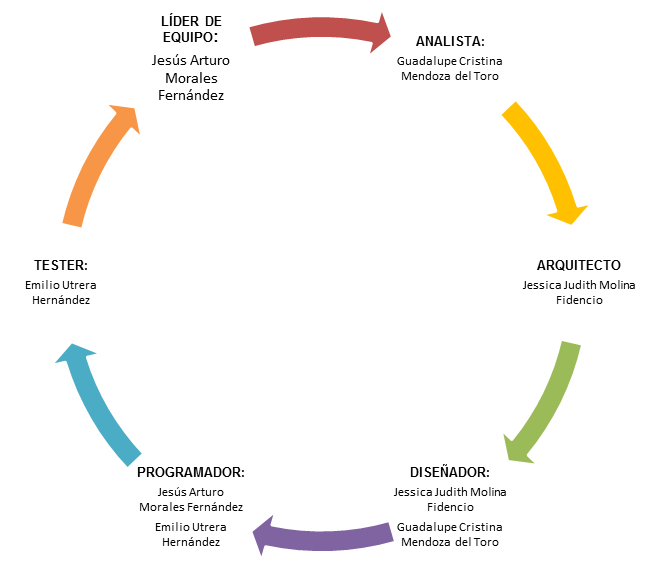 LÍDER DE
EQUIPO:
Jesús Arturo
Morales
Fernández
ANALISTA:
Guadalupe Cristina
Mendoza del Toro
ARQUITECTO
Jessica Judith Molina
Fidencio
DISEÑADOR:
Jessica Judith Molina
Fidencio
Guadalupe Cristina
Mendoza del Toro
PROGRAMADOR:
Jesús Arturo
Morales Fernández
Emilio Utrera
Hernández
TESTER:
Emilio Utrera
Hernández